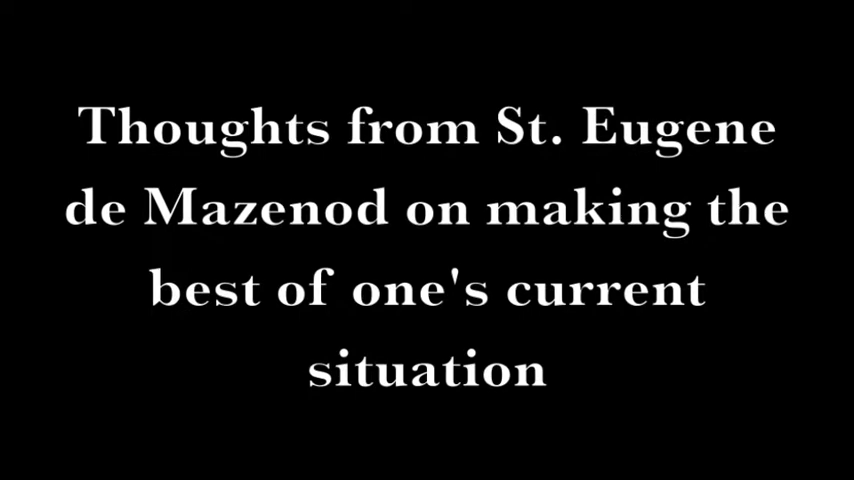 Thoughts from St. Eugene
de Mazenod on making the
best of one's current
situation